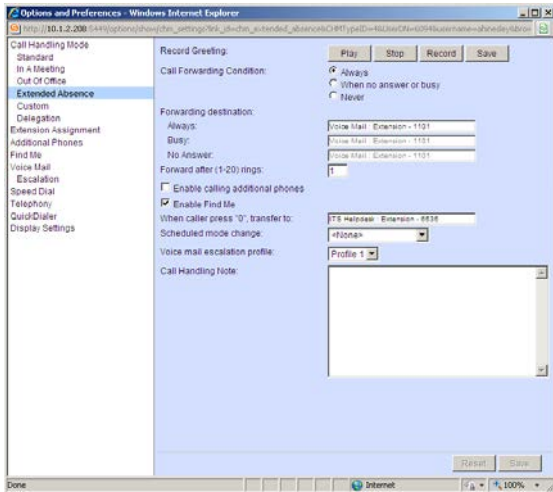 Options and Preferences - Windows Internet Explorer
Call Handling Mode
Standard
In A Meeting
Out Of Office
Extended Absence
Custom
Delegation
Extension Assignment
Additional Phones
Find Me
Voice Mail
Escalation
Speed Dial
Telephony
QuickDialer
Display Settings
Record Greeting: Play Stop Record Save
Call Forwarding Condition: Always
When no answer or busy
Never
Forwarding destination:
Always: Voice Mail : Extension - 1101
Busy: Voice Mail : Extension - 1101
No Answer: Voice Mail : Extension - 1101
Forward after (1-20) rings: 1
Enable calling additional phones
Enable Find Me
When caller press "0", transfer to: ITS Helpdesk : Extension - 6636
Scheduled mode change: <None>
Voice mail escalation profile: Profile 1
Call Handling Note:
Reset Save
Done Internet 100%